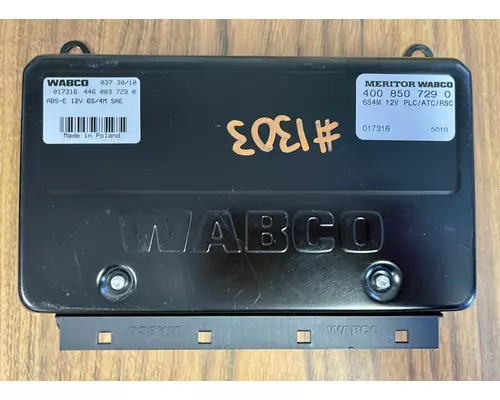 WABCO 037 30/10
017316 446 003 729 0
ABS-E 12V 6S/4M SAE
Made in Poland
MERITOR WABCO
400 850 729 0
6S4M 12V PLC/ATC/RSC
017316 5010
#1303
WABCO
WABCO WABCO